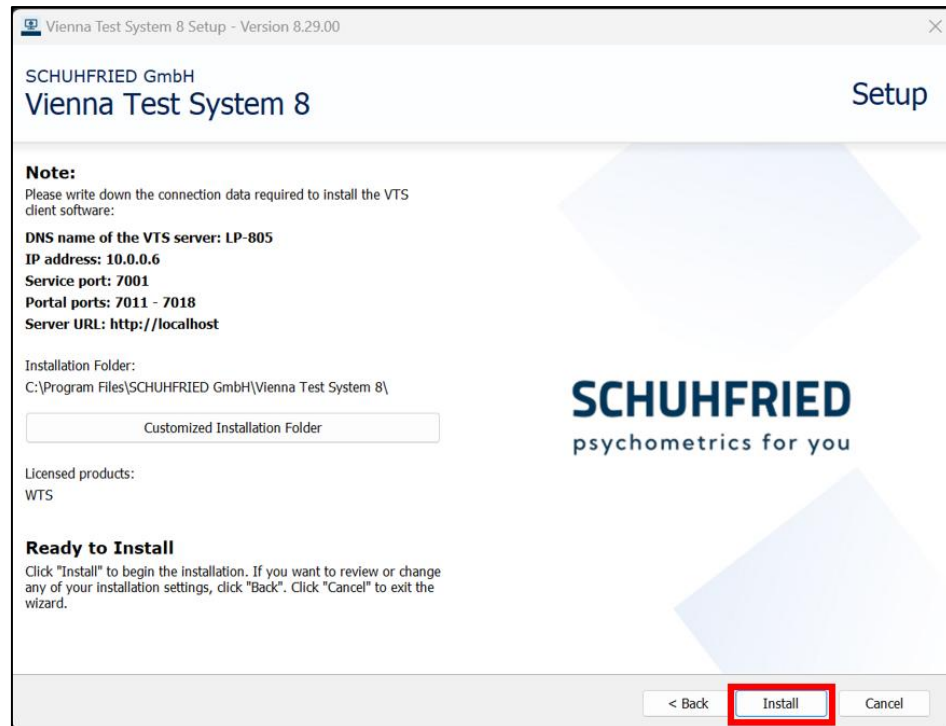 Vienna Test System 8 Setup - Version 8.29.00
SCHUHFRIED GmbH
Vienna Test System 8
Setup
Note:
Please write down the connection data required to install the VTS
client software:
DNS name of the VTS server: LP-805
IP address: 10.0.0.6
Service port: 7001
Portal ports: 7011 - 7018
Server URL: http://localhost
Installation Folder:
C:\Program Files\SCHUHFRIED GmbH\Vienna Test System 8\
Customized Installation Folder
Licensed products:
WTS
Ready to Install
Click "Install" to begin the installation. If you want to review or change
any of your installation settings, click "Back". Click "Cancel" to exit the
wizard.
SCHUHFRIED
psychometrics for you
< Back
Install
Cancel